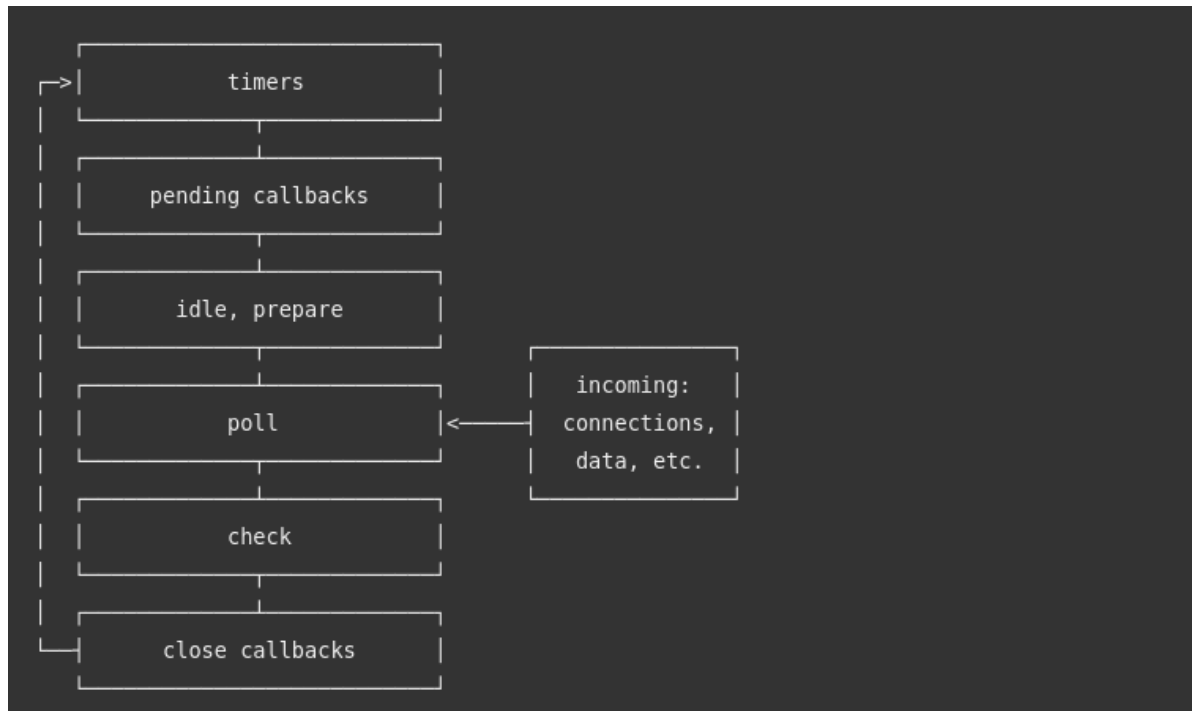 timers
pending callbacks
idle, prepare
poll
incoming:
connections,
data, etc.
check
close callbacks